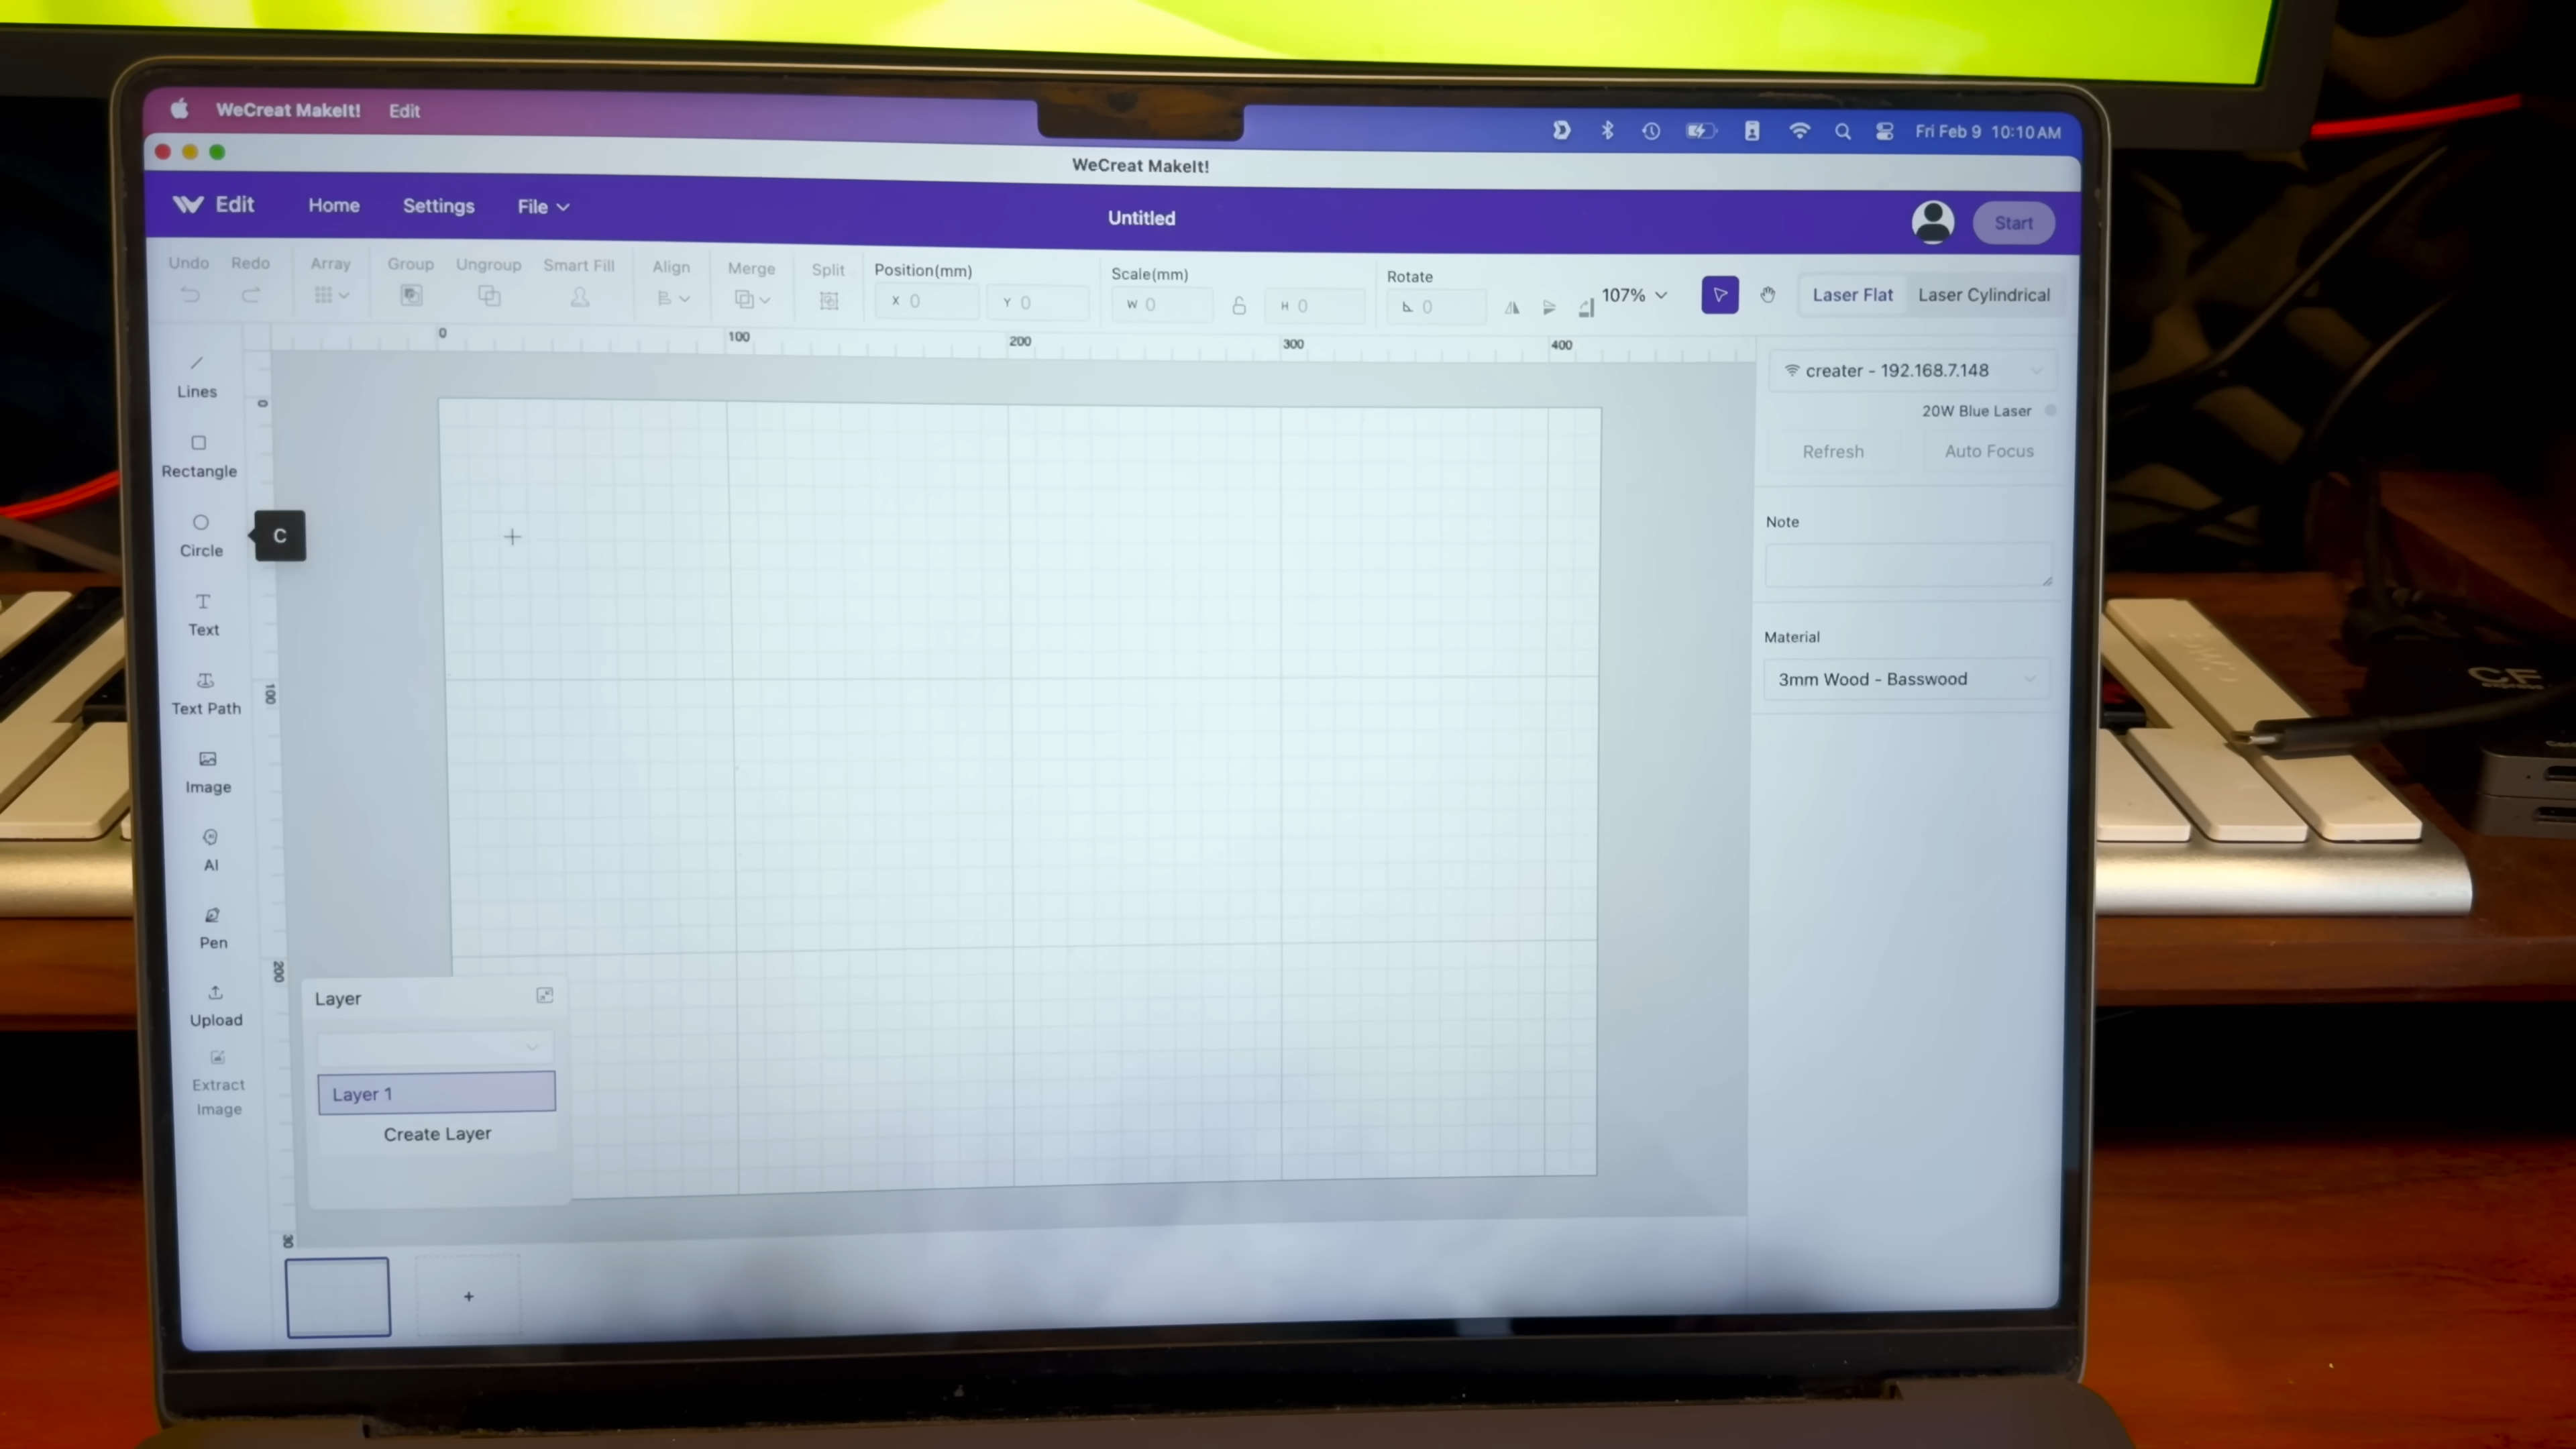 WeCreat MakeIt! Edit
Fri Feb 9 10:10 AM
WeCreat MakeIt!
Edit Home Settings File
Untitled
Start
Undo Redo Array Group Ungroup Smart Fill Align Merge Split Position(mm) Scale(mm) Rotate
X 0 Y 0 W 0 H 0 0 107% Laser Flat Laser Cylindrical
0 100 200 300 400
0
100
200
30
Lines
Rectangle
Circle
C
Text
Text Path
Image
AI
Pen
Upload
Extract
Image
Layer
Layer 1
Create Layer
+
creater - 192.168.7.148
20W Blue Laser
Refresh Auto Focus
Note
Material
3mm Wood - Basswood
CF